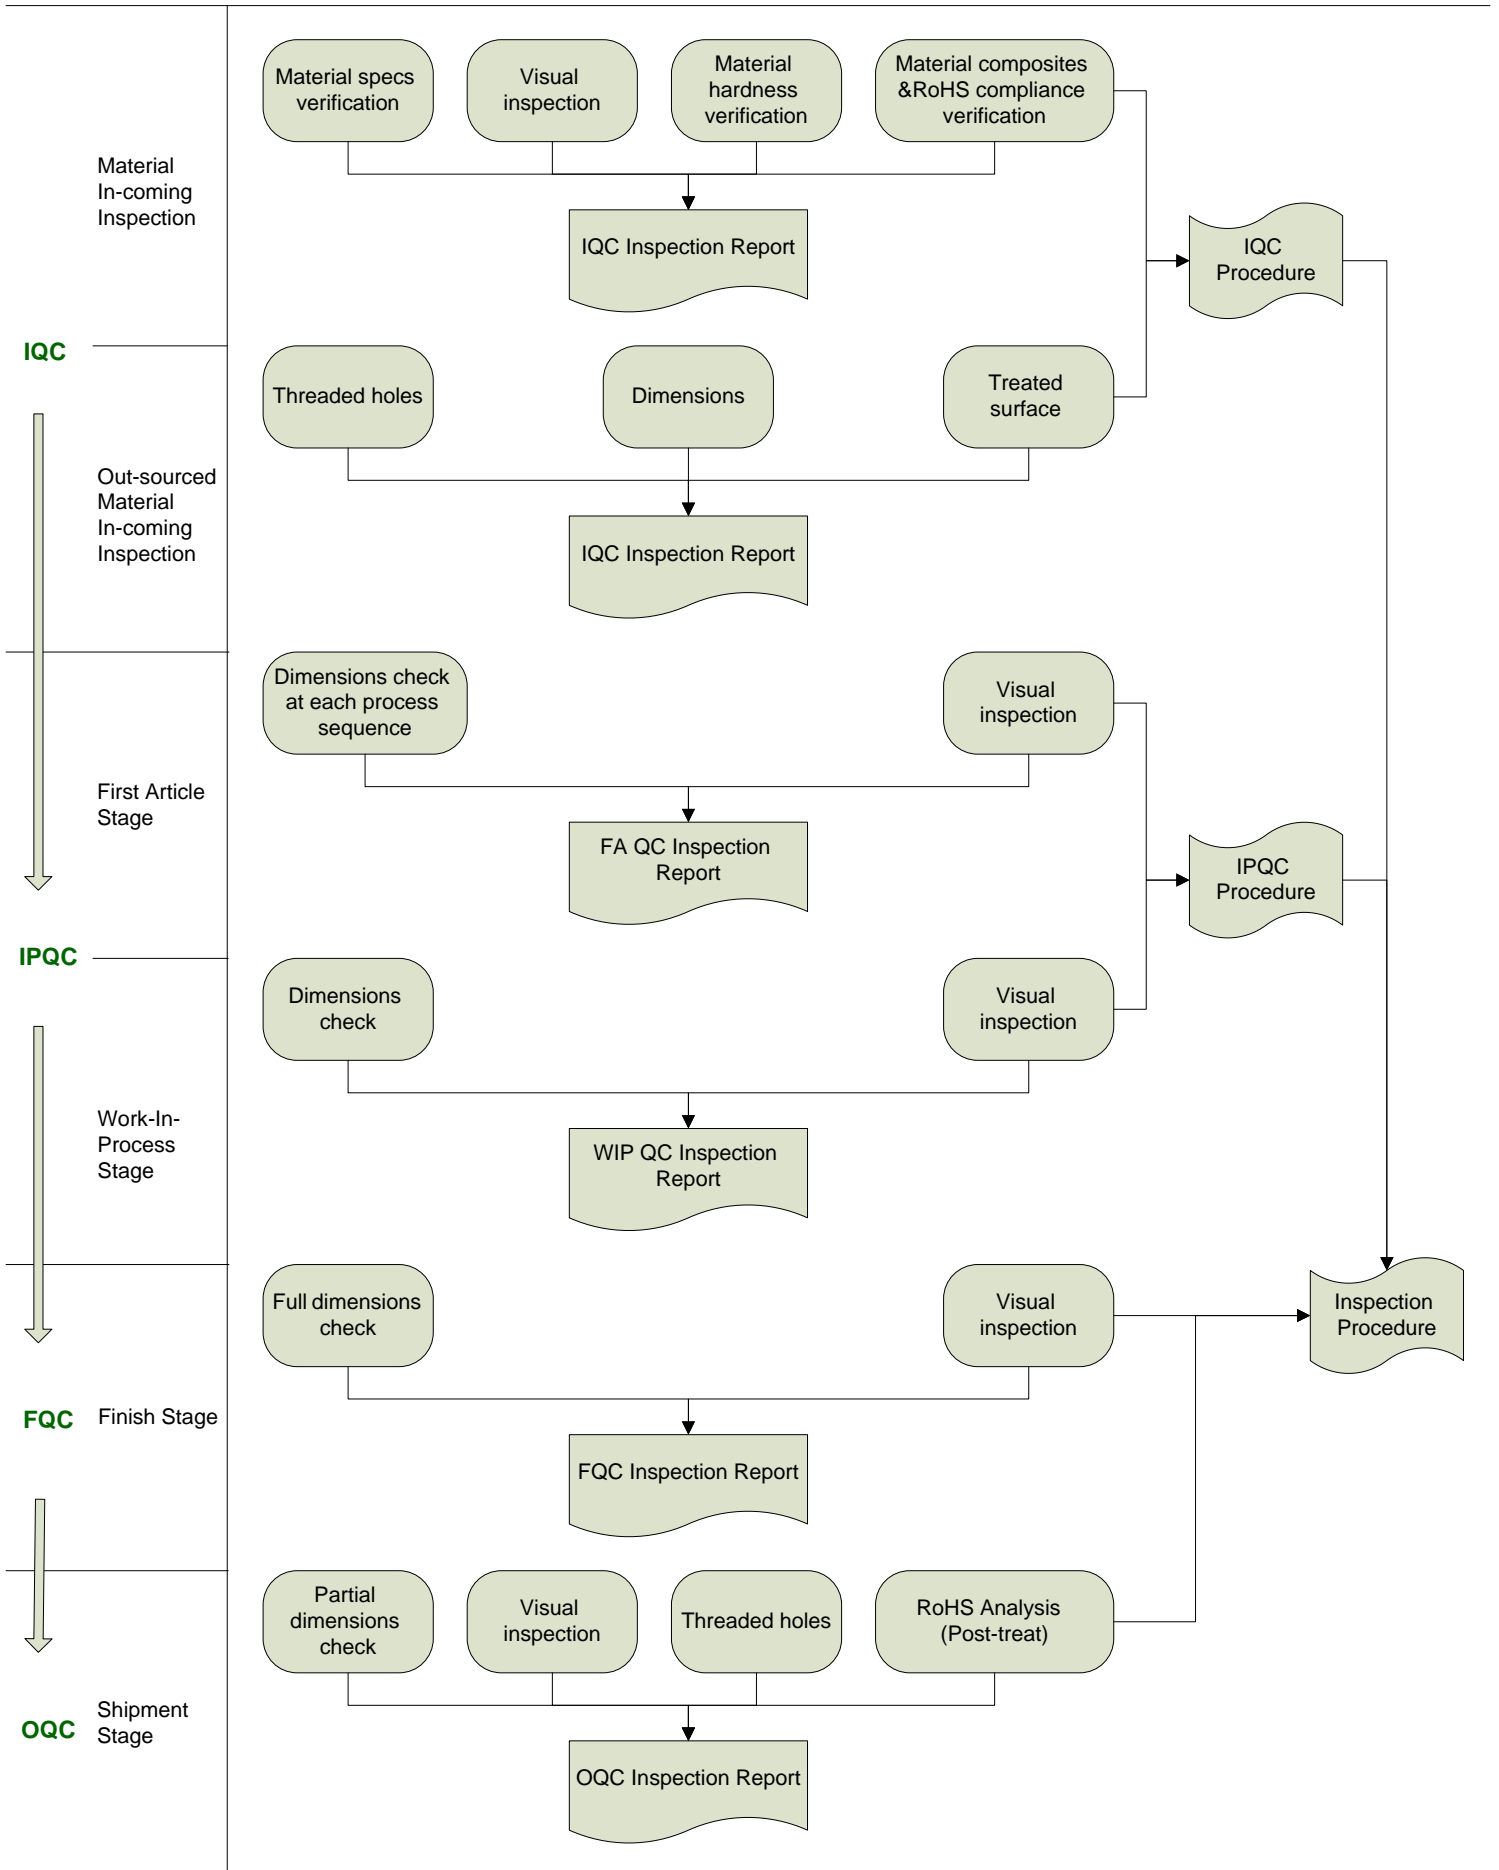 Material specs
verification
Visual
inspection
Material
hardness
verification
Material composites
&RoHS compliance
verification
Material
In-coming
Inspection
IQC Inspection Report
IQC
Procedure
IQC
Threaded holes
Dimensions
Treated
surface
Out-sourced
Material
In-coming
Inspection
IQC Inspection Report
Dimensions check
at each process
sequence
Visual
inspection
First Article
Stage
FA QC Inspection
Report
IPQC
Procedure
IPQC
Dimensions
check
Visual
inspection
Work-In-
Process
Stage
WIP QC Inspection
Report
Full dimensions
check
Visual
inspection
Inspection
Procedure
FQC
Finish Stage
FQC Inspection Report
Partial
dimensions
check
Visual
inspection
Threaded holes
RoHS Analysis
(Post-treat)
OQC
Shipment
Stage
OQC Inspection Report